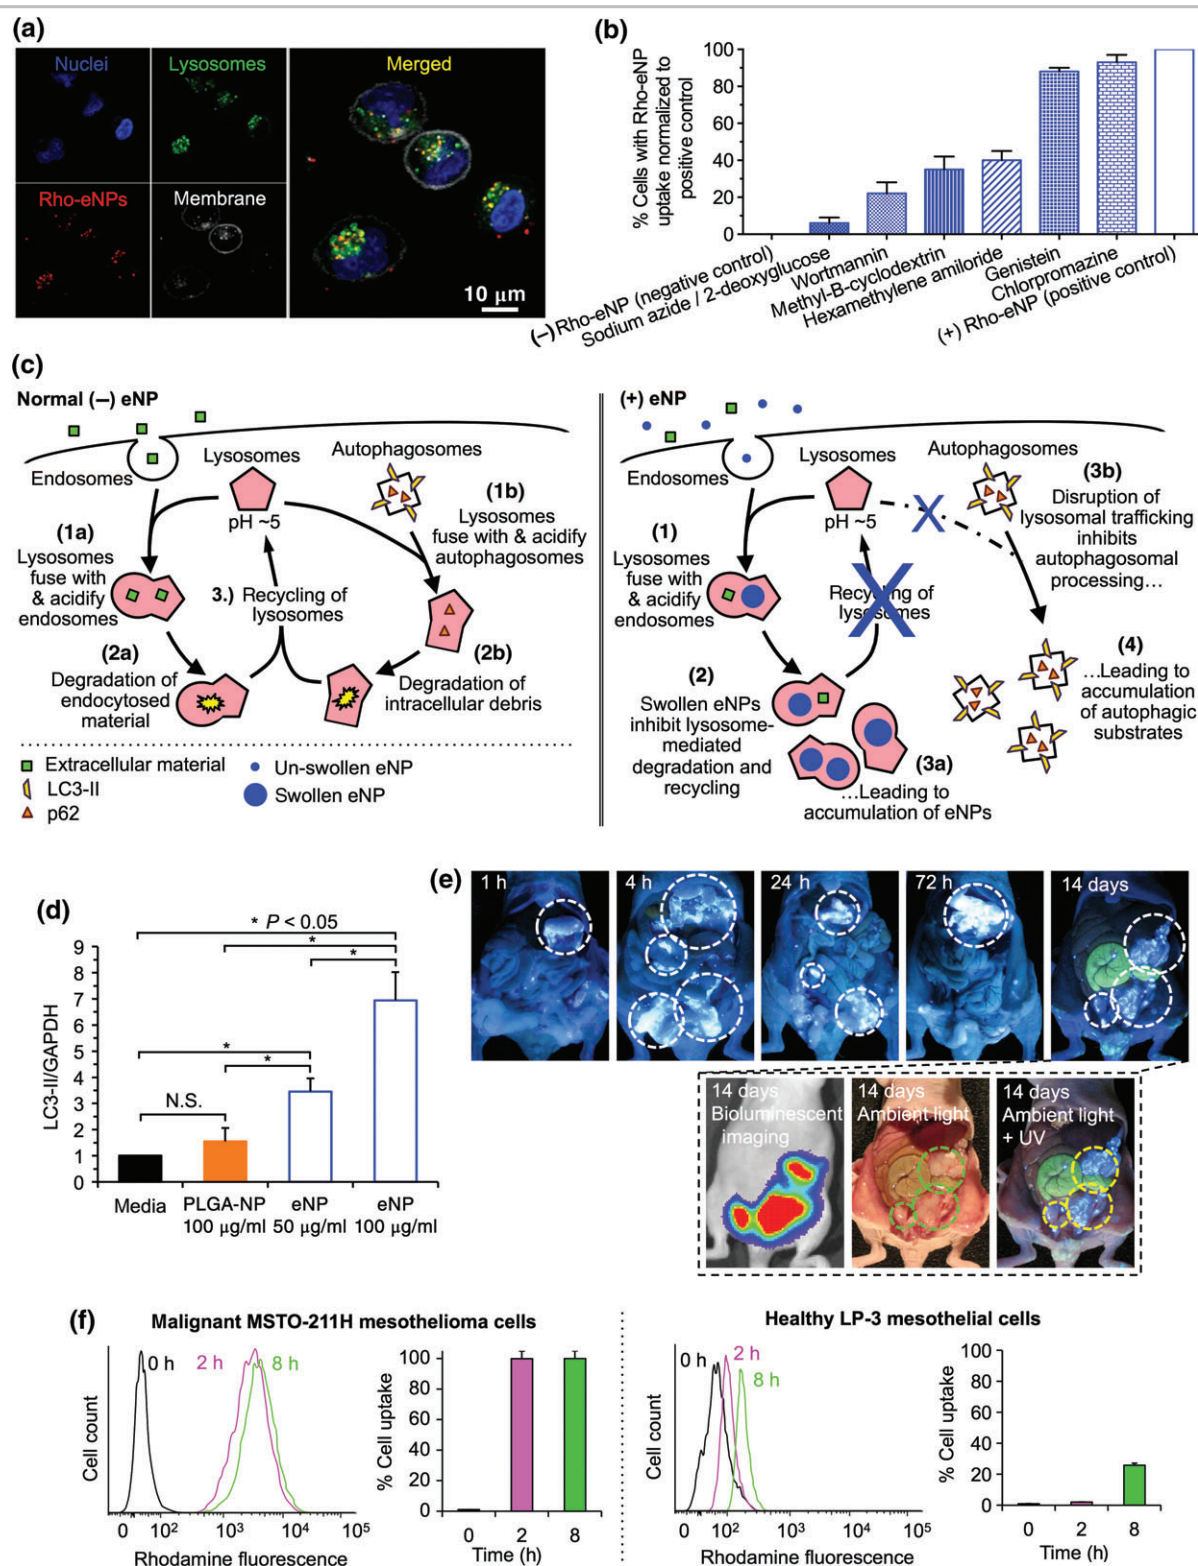 (a)
Nuclei
Lysosomes
Merged
Rho-eNPs
Membrane
10 µm
(b)
% Cells with Rho-eNP
uptake normalized to
positive control
100
80
60
40
20
0
(−) Rho-eNP (negative control)
Sodium azide / 2-deoxyglucose
Wortmannin
Methyl-B-cyclodextrin
Hexamethylene amiloride
Genistein
Chlorpromazine
(+) Rho-eNP (positive control)
(c)
Normal (−) eNP
Endosomes
Lysosomes
pH ~5
Autophagosomes
(1a)
Lysosomes
fuse with
& acidify
endosomes
(1b)
Lysosomes
fuse with & acidify
autophagosomes
3.) Recycling of
lysosomes
(2a)
Degradation of
endocytosed
material
(2b)
Degradation of
intracellular debris
Extracellular material
LC3-II
p62
Un-swollen eNP
Swollen eNP
(+) eNP
Endosomes
Lysosomes
pH ~5
Autophagosomes
(1)
Lysosomes
fuse with
& acidify
endosomes
Recycling of
lysosomes
(3b)
Disruption of
lysosomal trafficking
inhibits
autophagosomal
processing...
(2)
Swollen eNPs
inhibit lysosome-
mediated
degradation and
recycling
(3a)
...Leading to
accumulation of eNPs
(4)
...Leading to
accumulation
of autophagic
substrates
(d)
LC3-II/GAPDH
9
8
7
6
5
4
3
2
1
0
* P < 0.05
*
*
*
*
N.S.
Media
PLGA-NP
100 µg/ml
eNP
50 µg/ml
eNP
100 µg/ml
(e)
1 h
4 h
24 h
72 h
14 days
14 days
Bioluminescent
imaging
14 days
Ambient light
14 days
Ambient light
+ UV
(f)
Malignant MSTO-211H mesothelioma cells
Cell count
0 h
2 h
8 h
0 10² 10³ 10⁴ 10⁵
Rhodamine fluorescence
% Cell uptake
100
80
60
40
20
0
0 2 8
Time (h)
Healthy LP-3 mesothelial cells
Cell count
0 h
2 h
8 h
0 10² 10³ 10⁴ 10⁵
Rhodamine fluorescence
% Cell uptake
100
80
60
40
20
0
0 2 8
Time (h)